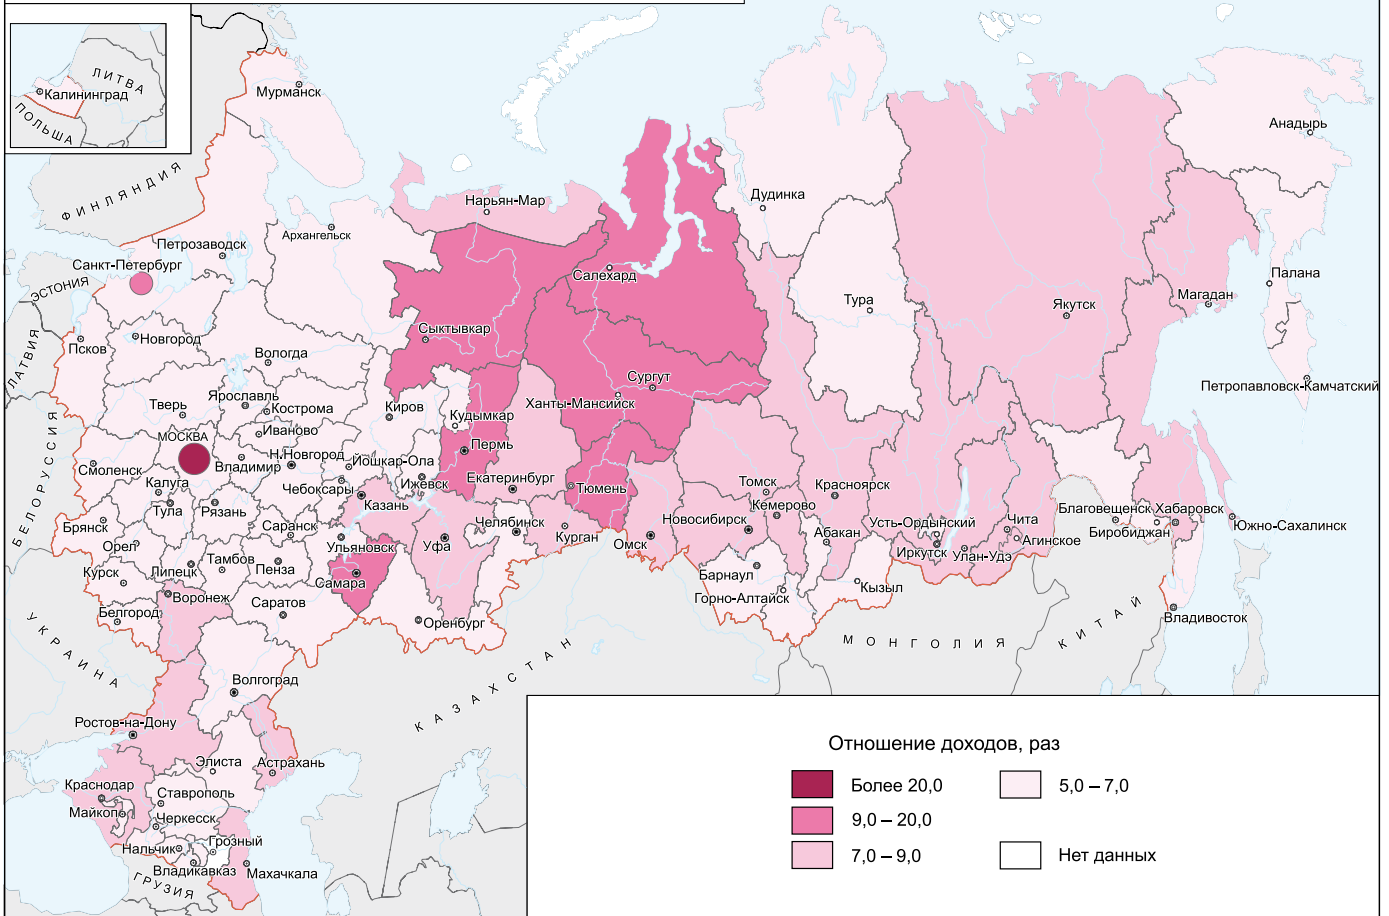 ЛИТВА
Калининград
ПОЛЬША
Мурманск
Анадырь
ФИНЛЯНДИЯ
Нарьян-Мар
Дудинка
Архангельск
Петрозаводск
Санкт-Петербург
ЭСТОНИЯ
Салехард
Палана
Тура
Якутск
Магадан
ЛАТВИЯ
Псков
Новгород
Сыктывкар
Вологда
Сургут
Петропавловск-Камчатский
Ярославль
Тверь
Кострома
Киров
Кудымкар
Ханты-Мансийск
БЕЛОРУССИЯ
МОСКВА
Иваново
Пермь
Смоленск
Владимир
Н.Новгород
Йошкар-Ола
Калуга
Чебоксары
Ижевск
Екатеринбург
Тюмень
Томск
Красноярск
Тула
Рязань
Казань
Кемерово
Брянск
Саранск
Челябинск
Новосибирск
Усть-Ордынский
Чита
Благовещенск
Хабаровск
Южно-Сахалинск
Орел
Ульяновск
Уфа
Курган
Омск
Абакан
Иркутск
Улан-Удэ
Агинское
Биробиджан
Курск
Липецк
Тамбов
Пенза
Самара
Барнаул
Горно-Алтайск
Кызыл
Белгород
Воронеж
Саратов
Оренбург
Владивосток
УКРАИНА
КАЗАХСТАН
МОНГОЛИЯ
КИТАЙ
Волгоград
Ростов-на-Дону
Элиста
Астрахань
Краснодар
Ставрополь
Майкоп
Черкесск
Нальчик
Грозный
Владикавказ
Махачкала
ГРУЗИЯ
Отношение доходов, раз
Более 20,0
5,0 – 7,0
9,0 – 20,0
7,0 – 9,0
Нет данных